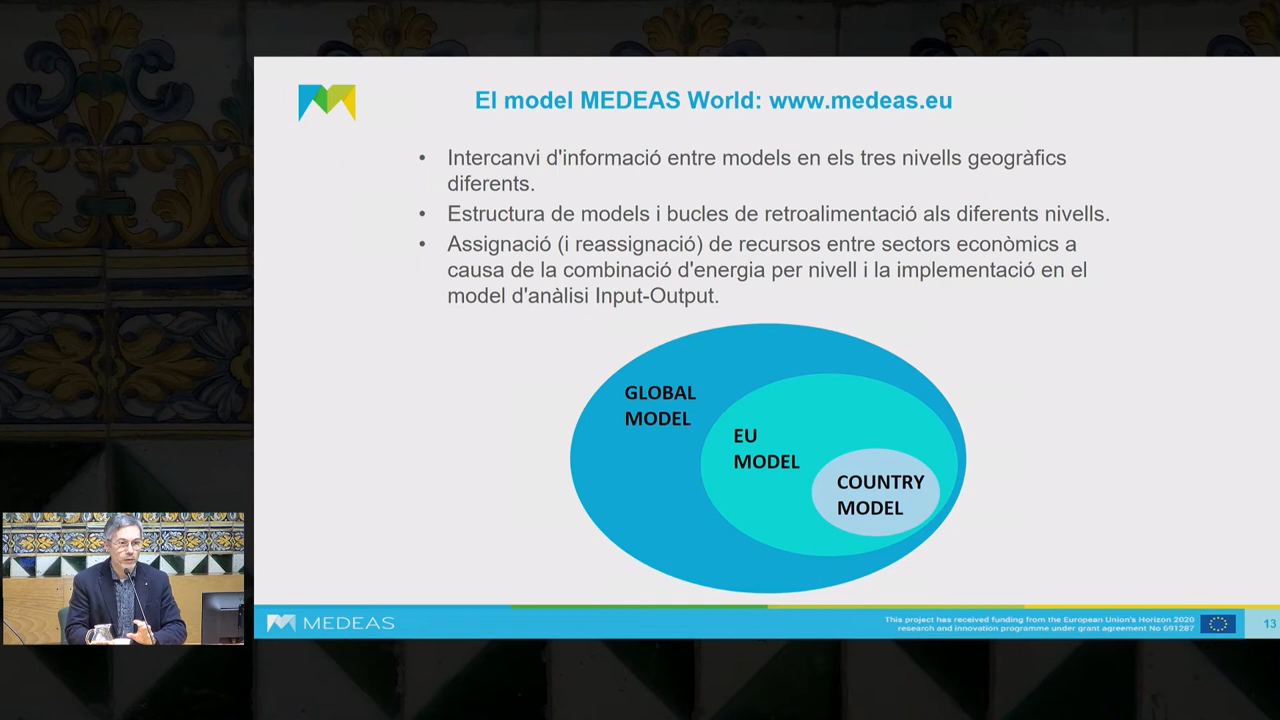 El model MEDEAS World: www.medeas.eu
• Intercanvi d'informació entre models en els tres nivells geogràfics
diferents.
• Estructura de models i bucles de retroalimentació als diferents nivells.
• Assignació (i reassignació) de recursos entre sectors econòmics a
causa de la combinació d'energia per nivell i la implementació en el
model d'anàlisi Input-Output.
GLOBAL
MODEL
EU
MODEL
COUNTRY
MODEL
MEDEAS
This project has received funding from the European Union's Horizon 2020
research and innovation programme under grant agreement No 691287
13